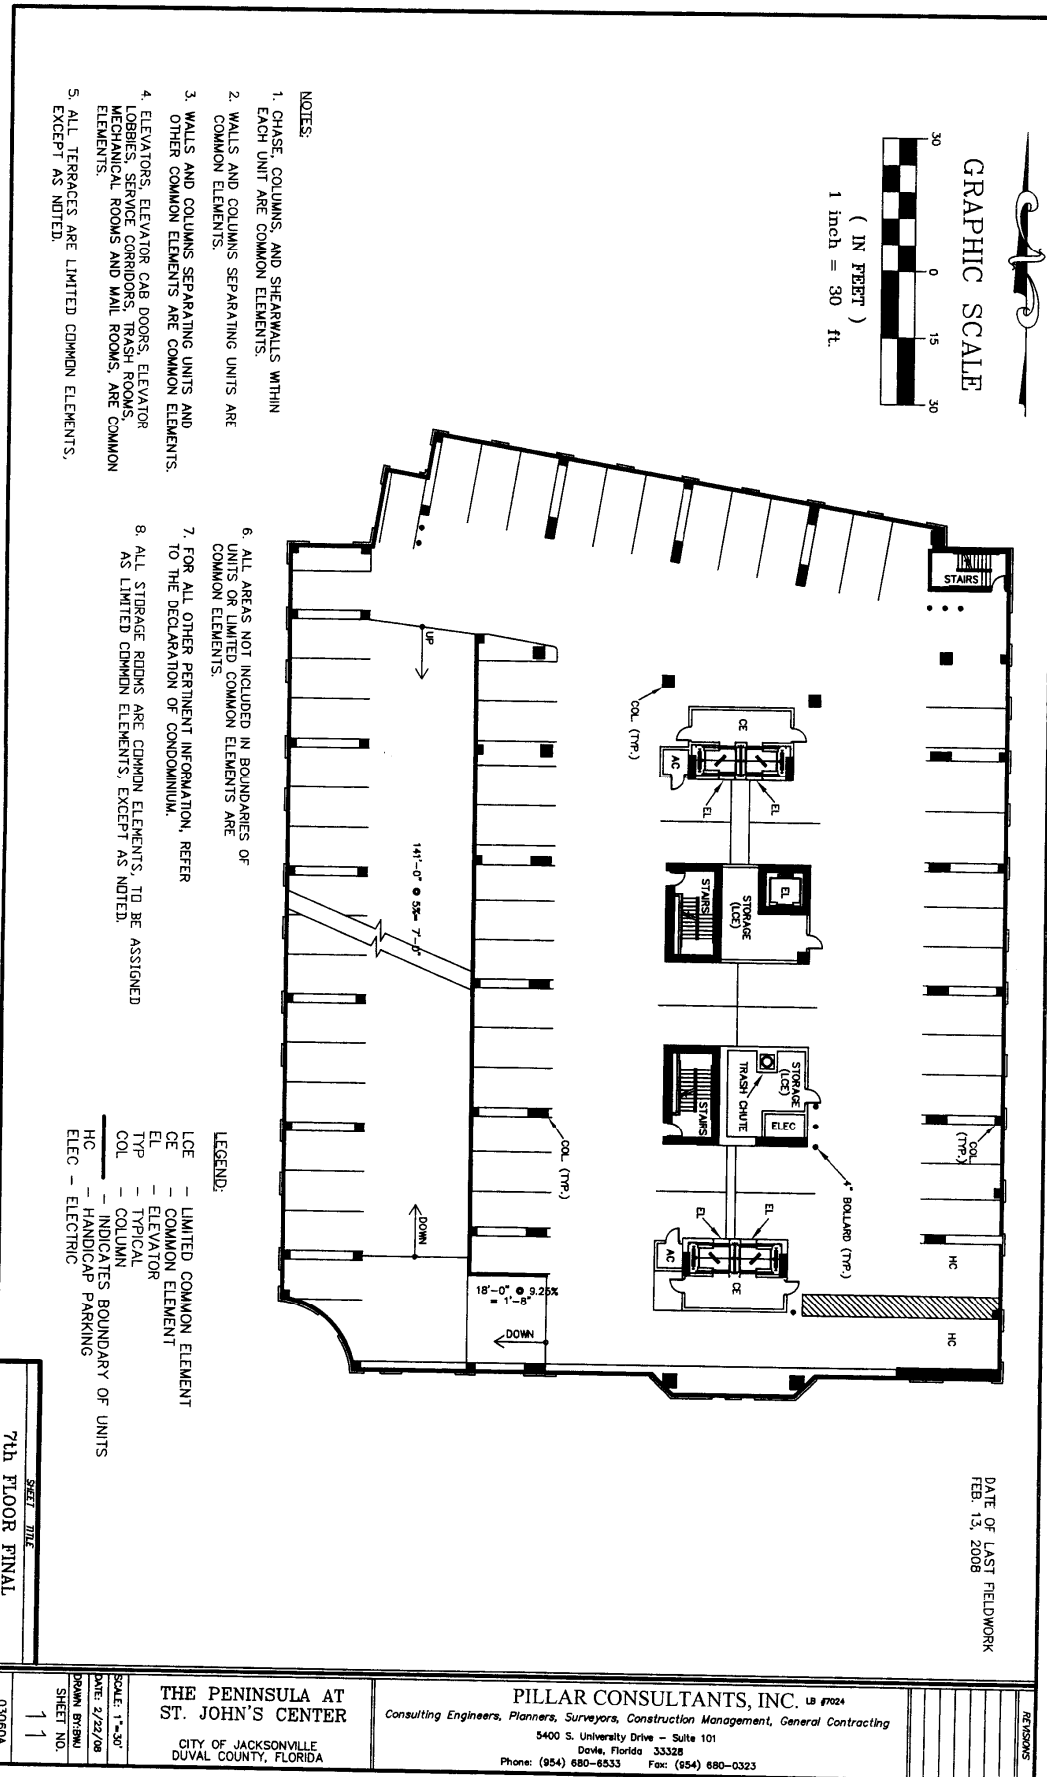 GRAPHIC SCALE
30
0
15
30
( IN FEET )
1 inch = 30 ft.
NOTES:
1. CHASE, COLUMNS, AND SHEARWALLS WITHIN
EACH UNIT ARE COMMON ELEMENTS.
2. WALLS AND COLUMNS SEPARATING UNITS ARE
COMMON ELEMENTS.
3. WALLS AND COLUMNS SEPARATING UNITS AND
OTHER COMMON ELEMENTS ARE COMMON ELEMENTS.
4. ELEVATORS, ELEVATOR CAB DOORS, ELEVATOR
LOBBIES, SERVICE CORRIDORS, TRASH ROOMS,
MECHANICAL ROOMS AND MAIL ROOMS, ARE COMMON
ELEMENTS.
5. ALL TERRACES ARE LIMITED COMMON ELEMENTS,
EXCEPT AS NOTED.
6. ALL AREAS NOT INCLUDED IN BOUNDARIES OF
UNITS OR LIMITED COMMON ELEMENTS ARE
COMMON ELEMENTS.
7. FOR ALL OTHER PERTINENT INFORMATION, REFER
TO THE DECLARATION OF CONDOMINIUM.
8. ALL STORAGE ROOMS ARE COMMON ELEMENTS, TO BE ASSIGNED
AS LIMITED COMMON ELEMENTS, EXCEPT AS NOTED.
LEGEND:
LCE - LIMITED COMMON ELEMENT
CE - COMMON ELEMENT
EL - ELEVATOR
TYP - TYPICAL
COL - COLUMN
- INDICATES BOUNDARY OF UNITS
HC - HANDICAP PARKING
ELEC - ELECTRIC
STAIRS
UP
COL. (TYP.)
CE
AC
EL
EL
STAIRS
STORAGE
(LCE)
EL
141'-0" @ 5%= 7'-0"
STORAGE
(LCE)
TRASH CHUTE
ELEC
STAIRS
COL. (TYP.)
COL.
(TYP.)
4" BOLLARD (TYP.)
EL
EL
AC
CE
HC
HC
DOWN
18'-0" @ 9.25%
= 1'-8"
DOWN
DATE OF LAST FIELDWORK
FEB. 13, 2008
SHEET TITLE
7th FLOOR FINAL
REVISIONS
PILLAR CONSULTANTS, INC. LB #7024
Consulting Engineers, Planners, Surveyors, Construction Management, General Contracting
5400 S. University Drive - Suite 101
Davie, Florida 33328
Phone: (954) 680-6533 Fax: (954) 680-0323
THE PENINSULA AT
ST. JOHN'S CENTER
CITY OF JACKSONVILLE
DUVAL COUNTY, FLORIDA
SCALE: 1"=30'
DATE: 2/22/08
DRAWN BY:BWJ
SHEET NO.
11